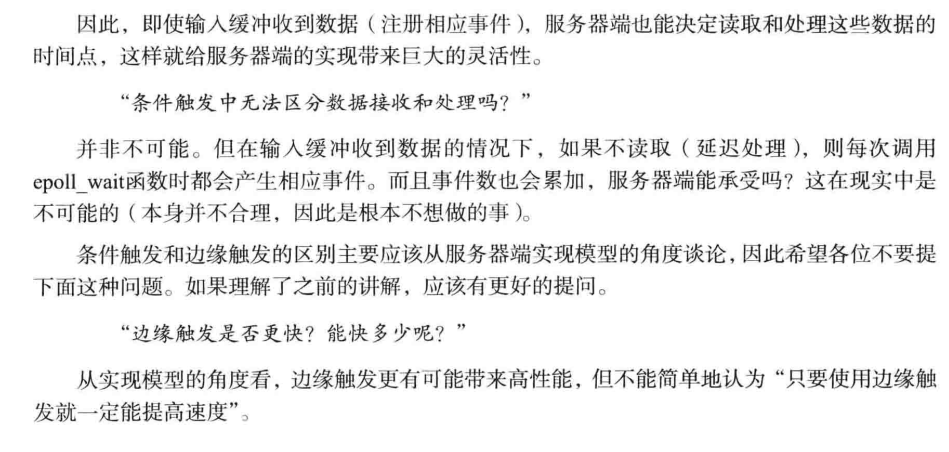 因此，即使输入缓冲收到数据（注册相应事件），服务器端也能决定读取和处理这些数据的
时间点，这样就给服务器端的实现带来巨大的灵活性。
“条件触发中无法区分数据接收和处理吗？”
并非不可能。但在输入缓冲收到数据的情况下，如果不读取（延迟处理），则每次调用
epoll_wait函数时都会产生相应事件。而且事件数也会累加，服务器端能承受吗？这在现实中是
不可能的（本身并不合理，因此是根本不想做的事）。
条件触发和边缘触发的区别主要应该从服务器端实现模型的角度谈论，因此希望各位不要提
下面这种问题。如果理解了之前的讲解，应该有更好的提问。
“边缘触发是否更快？能快多少呢？”
从实现模型的角度看，边缘触发更有可能带来高性能，但不能简单地认为“只要使用边缘触
发就一定能提高速度”。